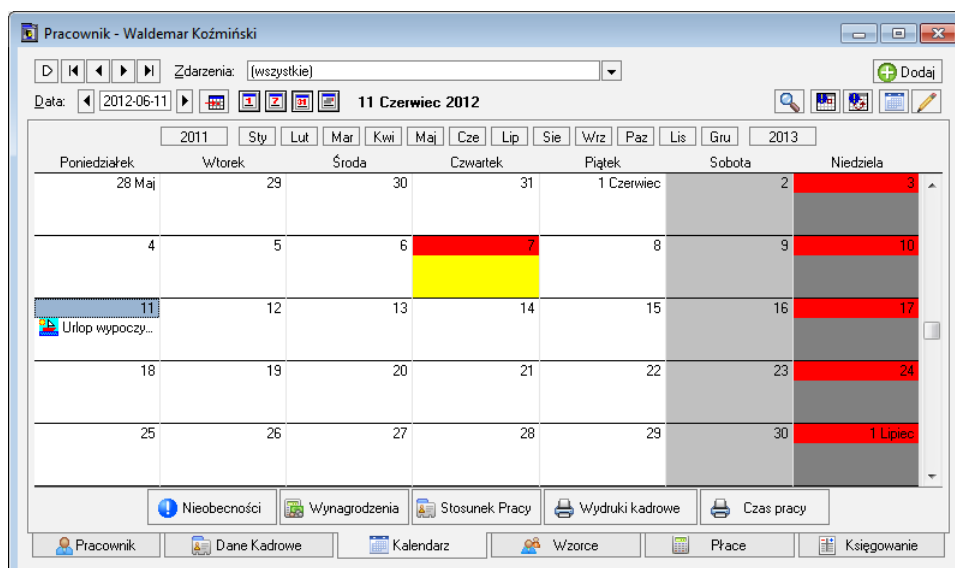 Pracownik - Waldemar Koźmiński
D Zdarzenia: (wszystkie) Dodaj
Data: 2012-06-11 1 7 31 11 Czerwiec 2012
2011 Sty Lut Mar Kwi Maj Cze Lip Sie Wrz Paz Lis Gru 2013
Poniedziałek Wtorek Środa Czwartek Piątek Sobota Niedziela
28 Maj 29 30 31 1 Czerwiec 2 3
4 5 6 7 8 9 10
11 12 13 14 15 16 17
Urlop wypoczy...
18 19 20 21 22 23 24
25 26 27 28 29 30 1 Lipiec
Nieobecności Wynagrodzenia Stosunek Pracy Wydruki kadrowe Czas pracy
Pracownik Dane Kadrowe Kalendarz Wzorce Płace Księgowanie